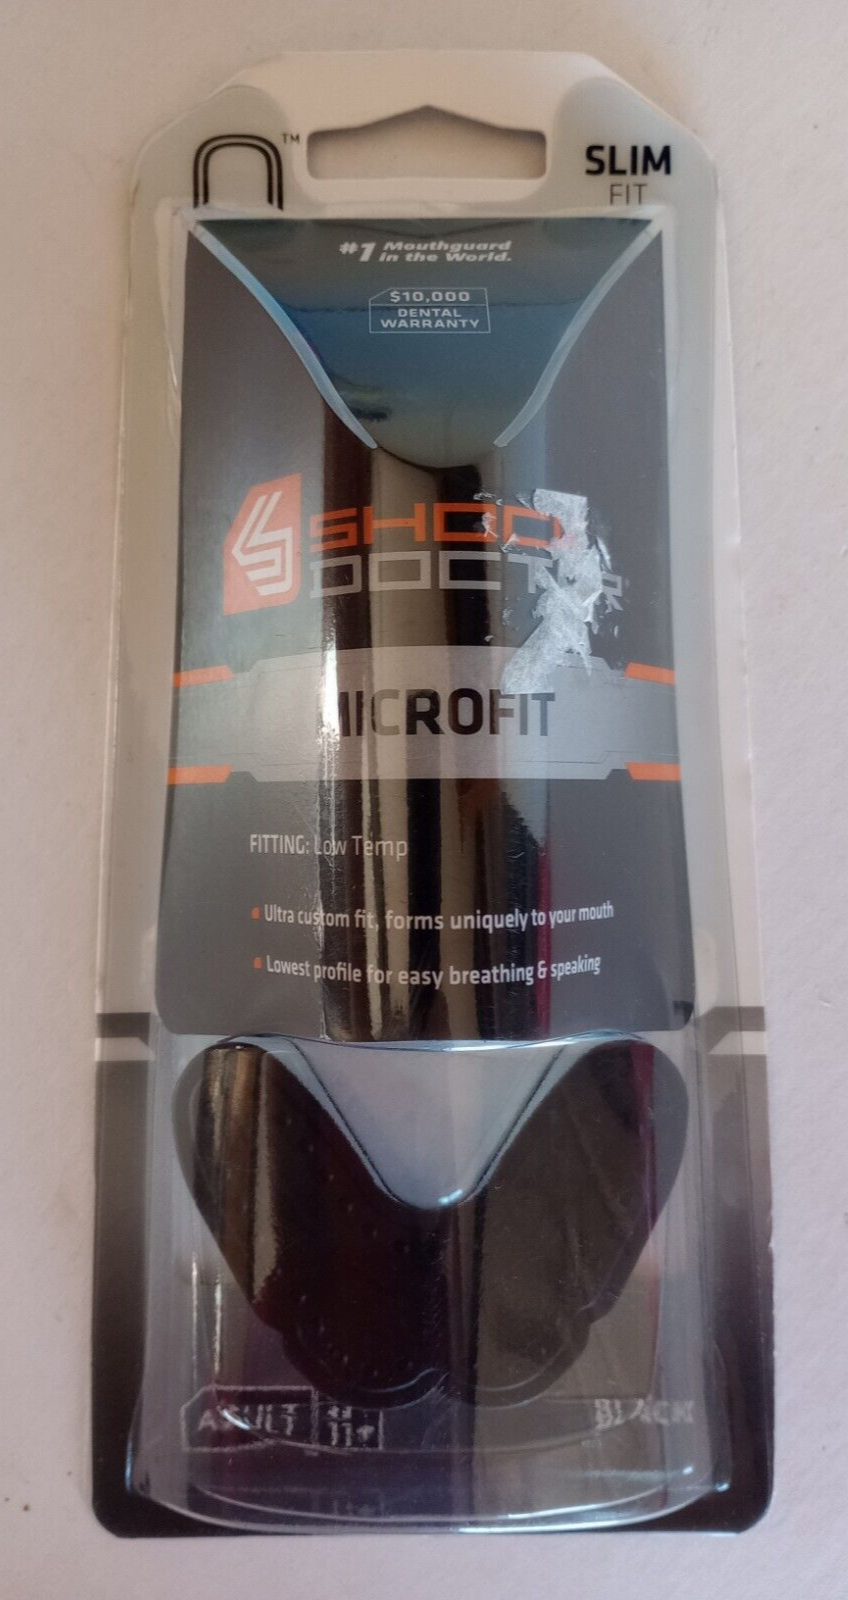 ™
SLIM
FIT
#1 Mouthguard
in the World.
$10,000
DENTAL
WARRANTY
SHOCK
DOCTOR
MICROFIT
FITTING: Low Temp
Ultra custom fit, forms uniquely to your mouth
Lowest profile for easy breathing & speaking
ADULT 11+
BLACK